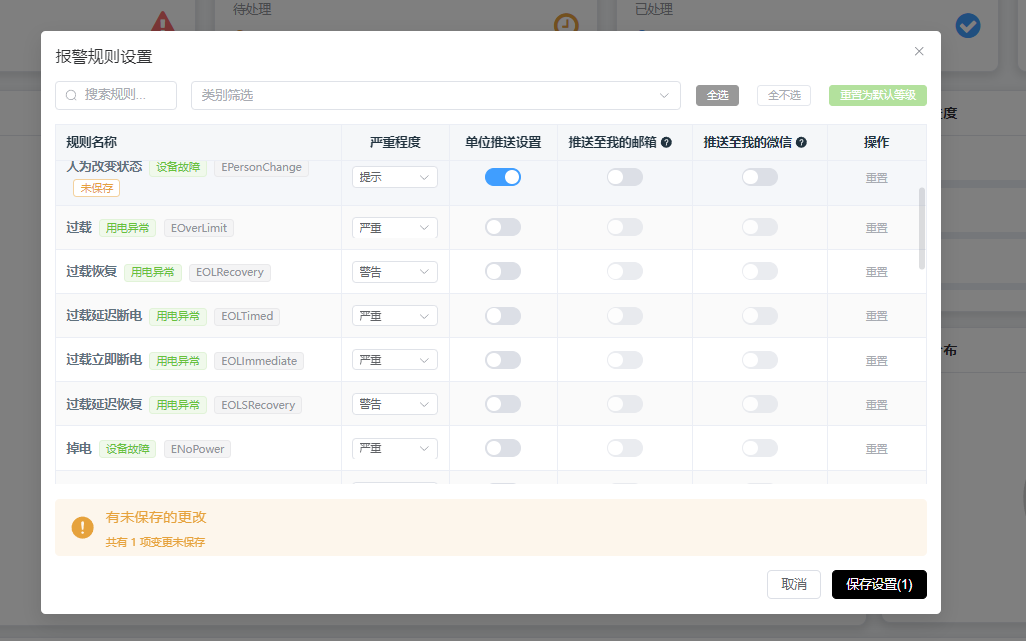 待处理
已处理
报警规则设置
搜索规则...
类别筛选
全选
全不选
重置为默认等级
规则名称
严重程度
单位推送设置
推送至我的邮箱
推送至我的微信
操作
人为改变状态 设备故障 EPersonChange
未保存
提示
重置
过载 用电异常 EOverLimit
严重
重置
过载恢复 用电异常 EOLRecovery
警告
重置
过载延迟断电 用电异常 EOLTimed
严重
重置
过载立即断电 用电异常 EOLImmediate
严重
重置
过载延迟恢复 用电异常 EOLSRecovery
警告
重置
掉电 设备故障 ENoPower
严重
重置
有未保存的更改
共有 1 项变更未保存
取消
保存设置(1)
度
布